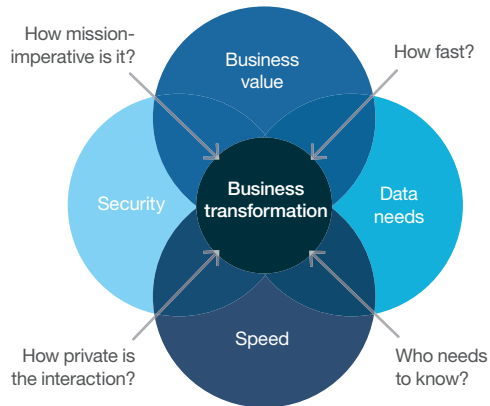 How mission-
imperative is it?
Business
value
How fast?
Security
Business
transformation
Data
needs
How private is
the interaction?
Speed
Who needs
to know?